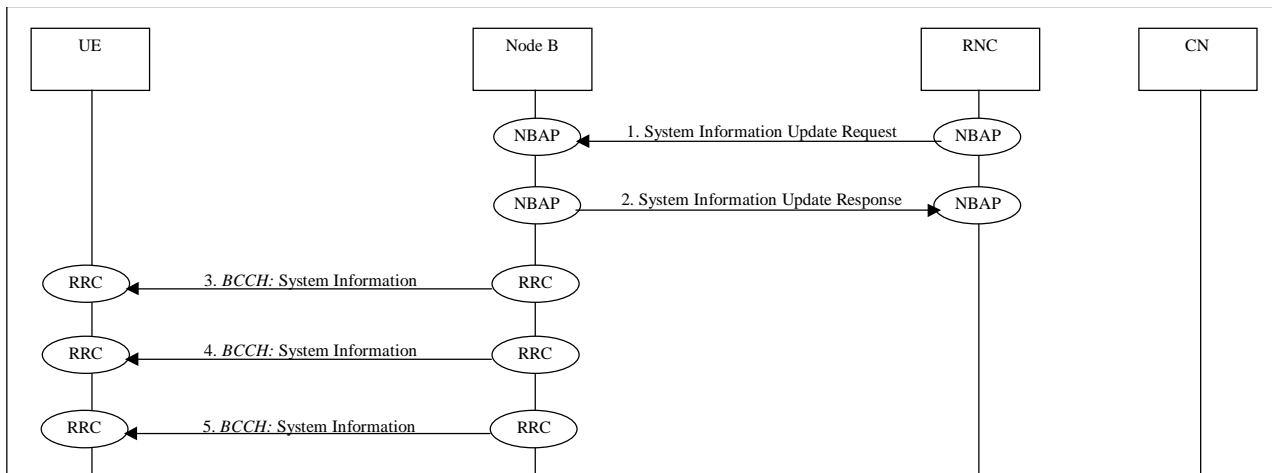 UE
Node B
RNC
CN
NBAP
1. System Information Update Request
NBAP
NBAP
2. System Information Update Response
NBAP
RRC
3. BCCH: System Information
RRC
RRC
4. BCCH: System Information
RRC
RRC
5. BCCH: System Information
RRC